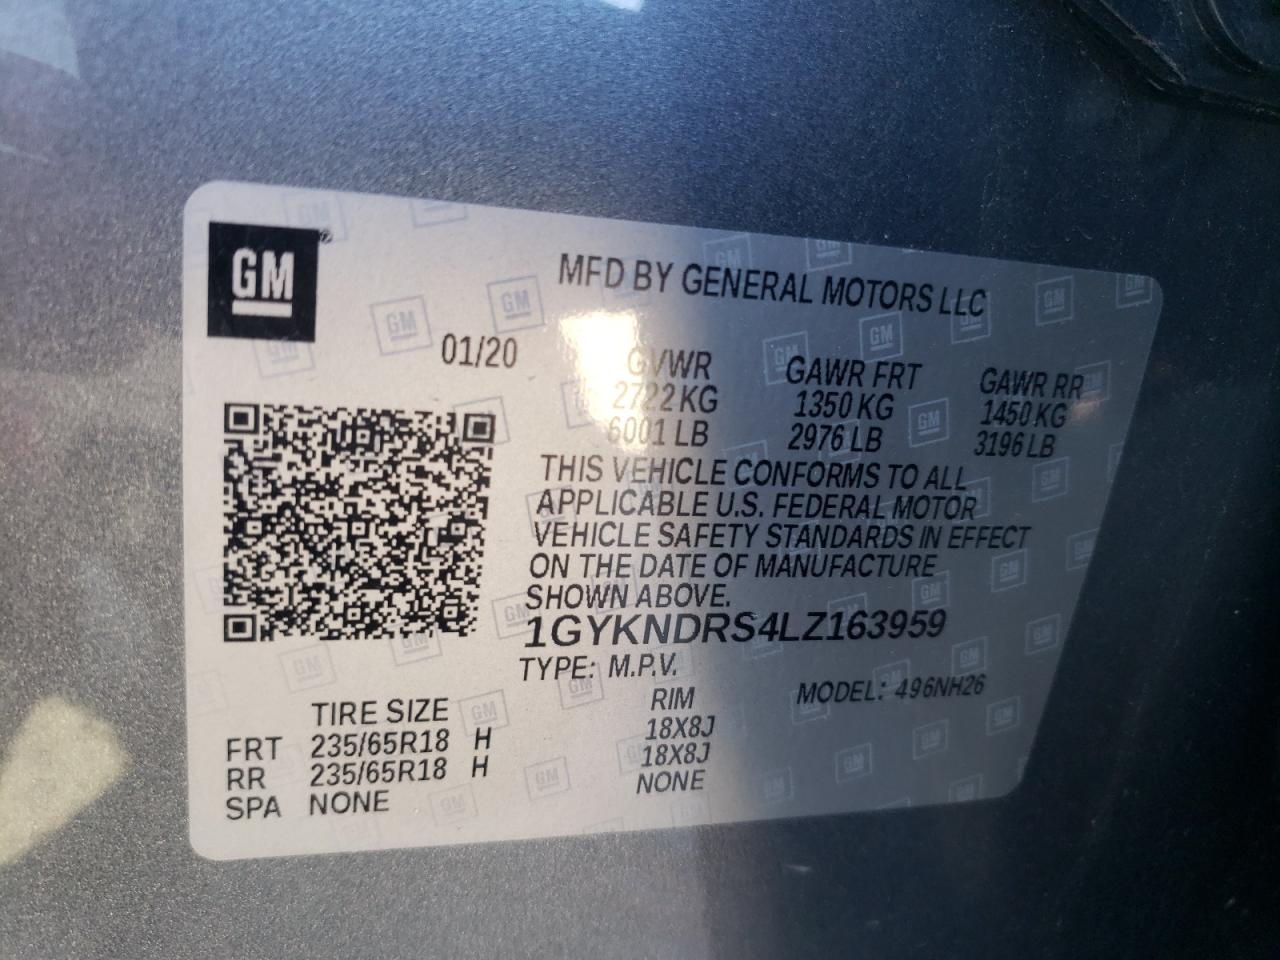 GM
MFD BY GENERAL MOTORS LLC
01/20 GVWR GAWR FRT GAWR RR
2722 KG 1350 KG 1450 KG
6001 LB 2976 LB 3196 LB
THIS VEHICLE CONFORMS TO ALL
APPLICABLE U.S. FEDERAL MOTOR
VEHICLE SAFETY STANDARDS IN EFFECT
ON THE DATE OF MANUFACTURE
SHOWN ABOVE.
1GYKNDRS4LZ163959
TYPE: M.P.V. MODEL: 496NH26
TIRE SIZE RIM
FRT 235/65R18 H 18X8J
RR 235/65R18 H 18X8J
SPA NONE NONE